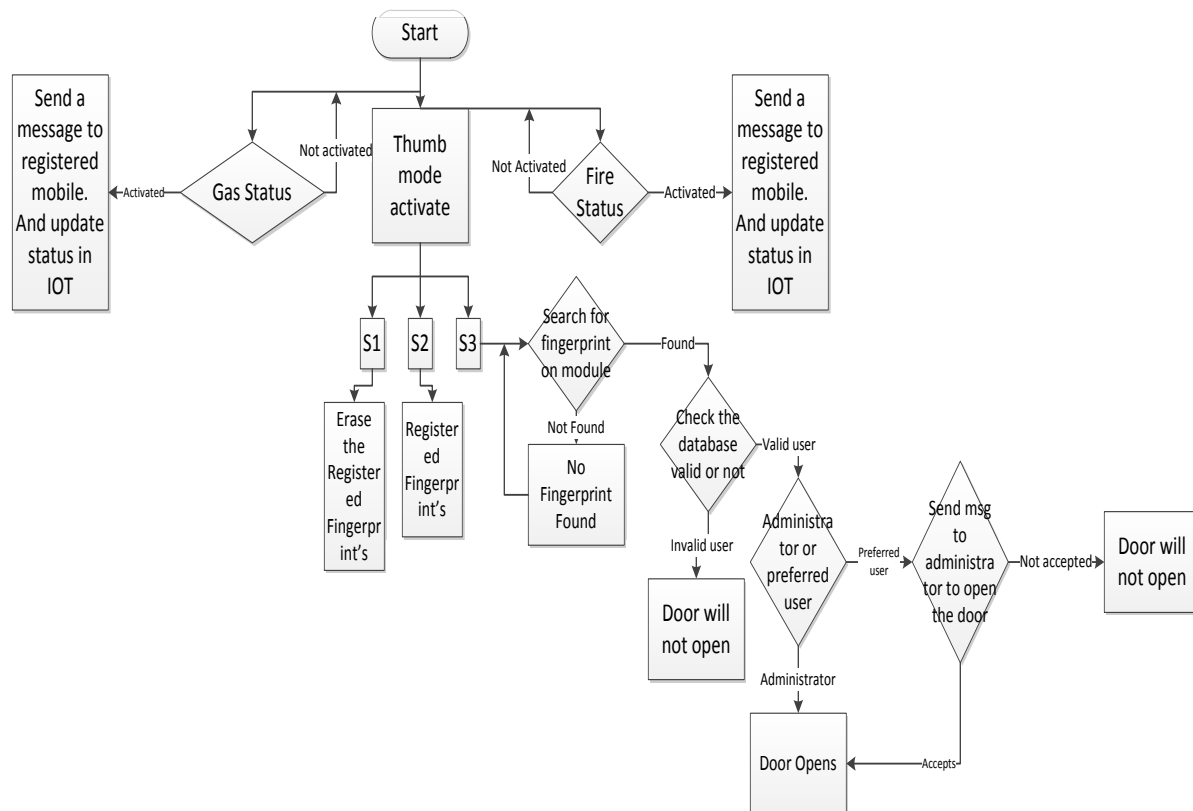 Start
Send a
message to
registered
mobile.
And update
status in
IOT
Activated
Gas Status
Not activated
Thumb
mode
activate
Not Activated
Fire
Status
Activated
Send a
message to
registered
mobile.
And update
status in
IOT
S1
S2
S3
Erase
the
Register
ed
Fingerpr
int's
Register
ed
Fingerpr
int's
Search for
fingerprint
on module
Found
Not Found
No
Fingerprint
Found
Check the
database
valid or not
Valid user
Invalid user
Door will
not open
Administra
tor or
preferred
user
Preferred
user
Administrator
Send msg
to
administra
tor to open
the door
Not accepted
Door will
not open
Accepts
Door Opens